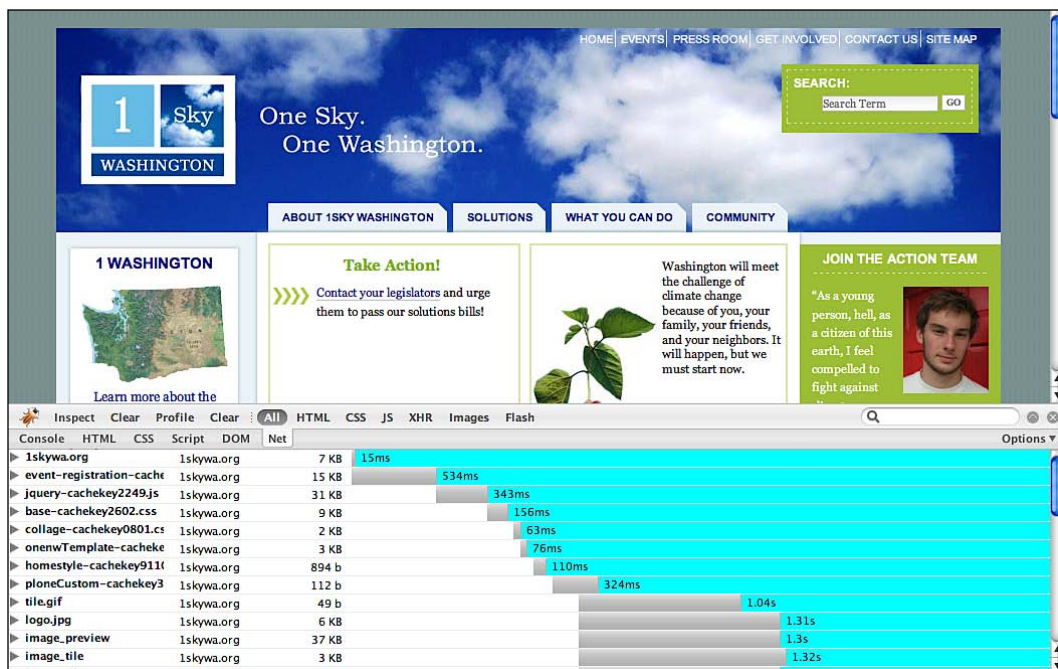 HOME EVENTS PRESS ROOM GET INVOLVED CONTACT US SITE MAP
SEARCH:
Search Term GO
1 Sky
WASHINGTON
One Sky.
One Washington.
ABOUT 1SKY WASHINGTON SOLUTIONS WHAT YOU CAN DO COMMUNITY
1 WASHINGTON
Learn more about the
Take Action!
Contact your legislators and urge
them to pass our solutions bills!
Washington will meet
the challenge of
climate change
because of you, your
family, your friends,
and your neighbors. It
will happen, but we
must start now.
JOIN THE ACTION TEAM
"As a young
person, hell, as
a citizen of this
earth, I feel
compelled to
fight against
Inspect Clear Profile Clear All HTML CSS JS XHR Images Flash
Console HTML CSS Script DOM Net Options
1skywa.org 1skywa.org 7 KB 15ms
event-registration-cache 1skywa.org 15 KB 534ms
jquery-cachekey2249.js 1skywa.org 31 KB 343ms
base-cachekey2602.css 1skywa.org 9 KB 156ms
collage-cachekey0801.cs 1skywa.org 2 KB 63ms
onenwTemplate-cacheke 1skywa.org 3 KB 76ms
homestyle-cachekey911 1skywa.org 894 b 110ms
ploneCustom-cachekey3 1skywa.org 112 b 324ms
tile.gif 1skywa.org 49 b 1.04s
logo.jpg 1skywa.org 6 KB 1.31s
image_preview 1skywa.org 37 KB 1.3s
image_tile 1skywa.org 3 KB 1.32s